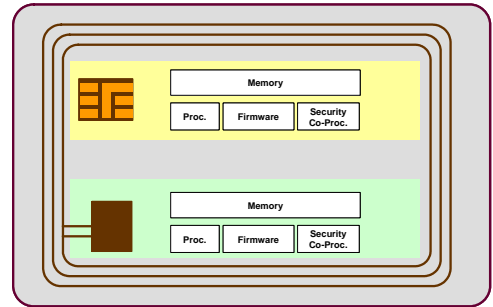 Memory
Proc.
Firmware
Security
Co-Proc.
Memory
Proc.
Firmware
Security
Co-Proc.